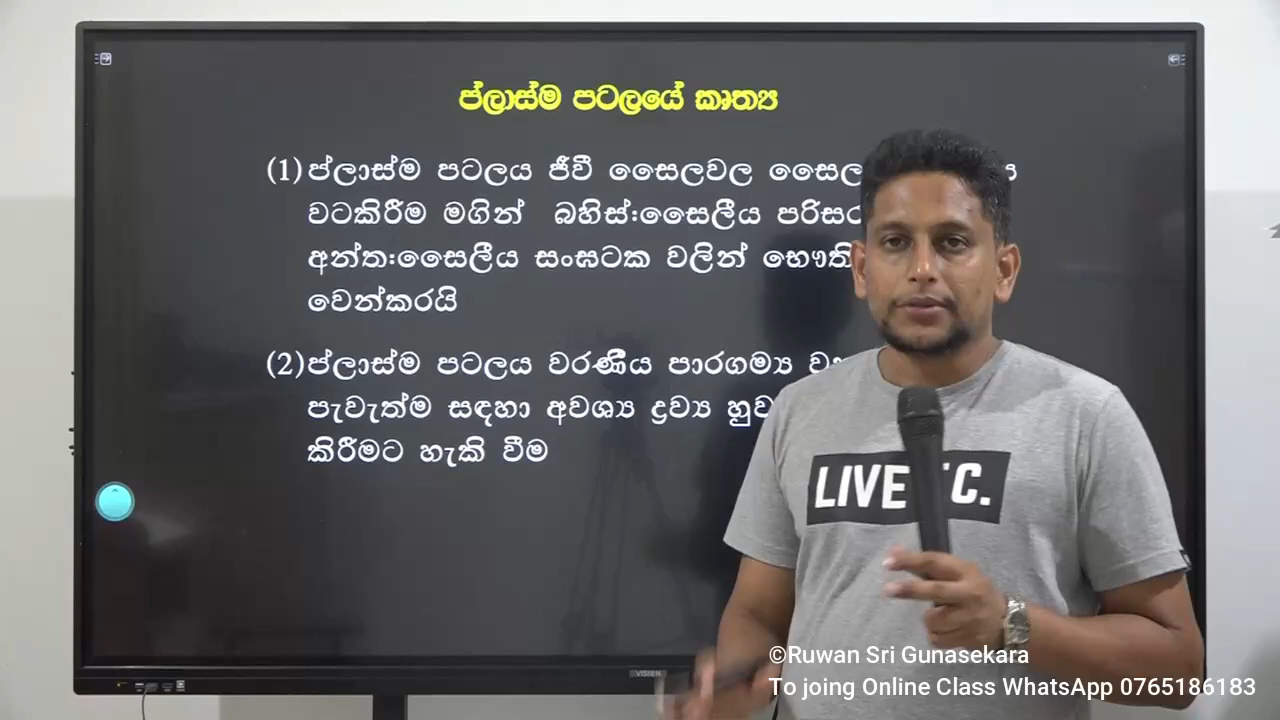 ප්ලාස්ම පටලයේ කෘත්‍ය
(1) ප්ලාස්ම පටලය ජීවී සෛලවල සෛල
වටකිරීම මගින් බහිස්:සෛලීය පරිසර
අන්ත:සෛලීය සංඝටක වලින් භෞති
වෙන්කරයි
(2) ප්ලාස්ම පටලය වරණීය පාරගම්‍ය
පැවැත්ම සඳහා අවශ්‍ය ද්‍රව්‍ය හුව
කිරීමට හැකි වීම
LIVE C.
VISION
©Ruwan Sri Gunasekara
To joing Online Class WhatsApp 0765186183